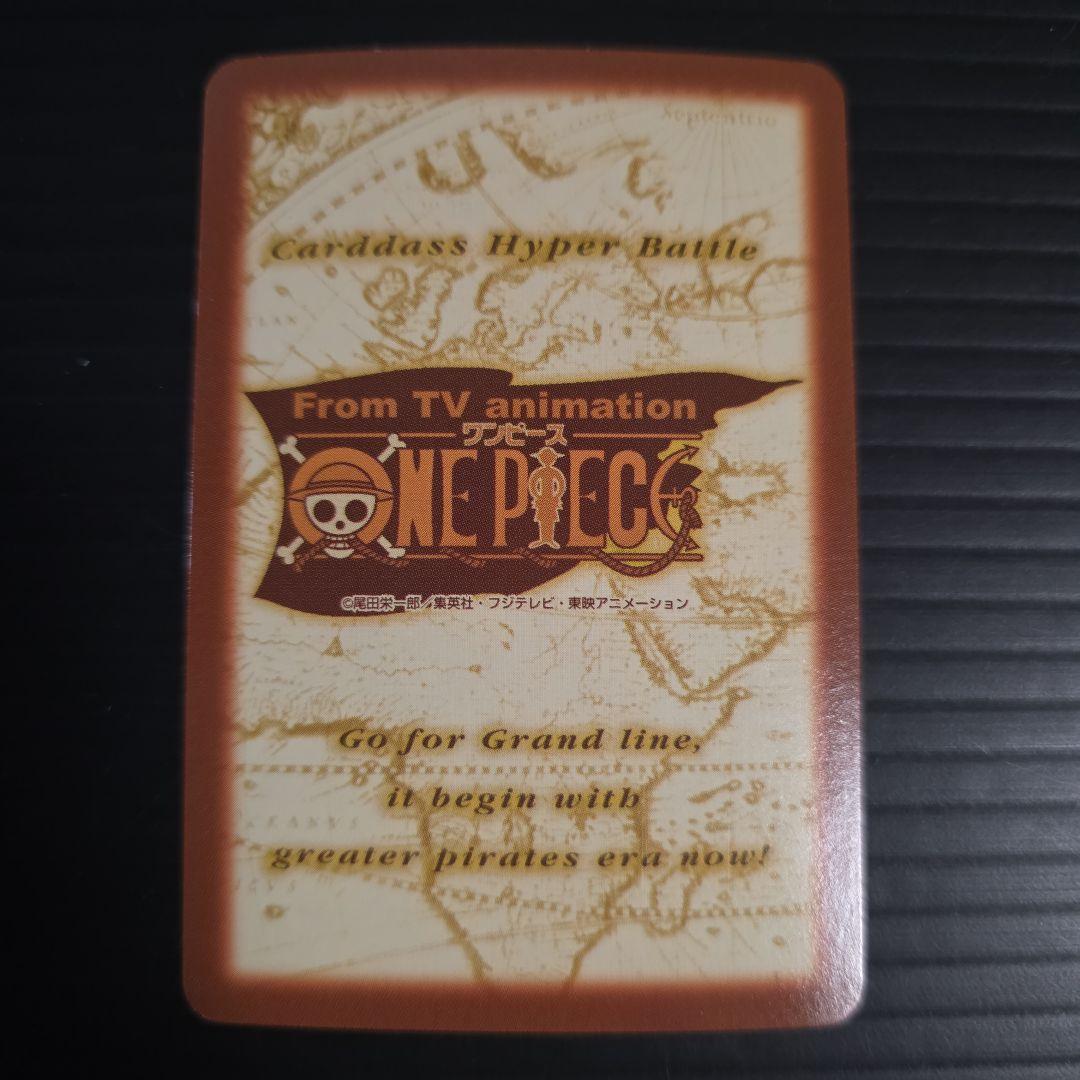 Septentrio
Carddass Hyper Battle
From TV animation
ワンピース
ONE PIECE
©尾田栄一郎/集英社・フジテレビ・東映アニメーション
Go for Grand line,
it begin with
greater pirates era now!